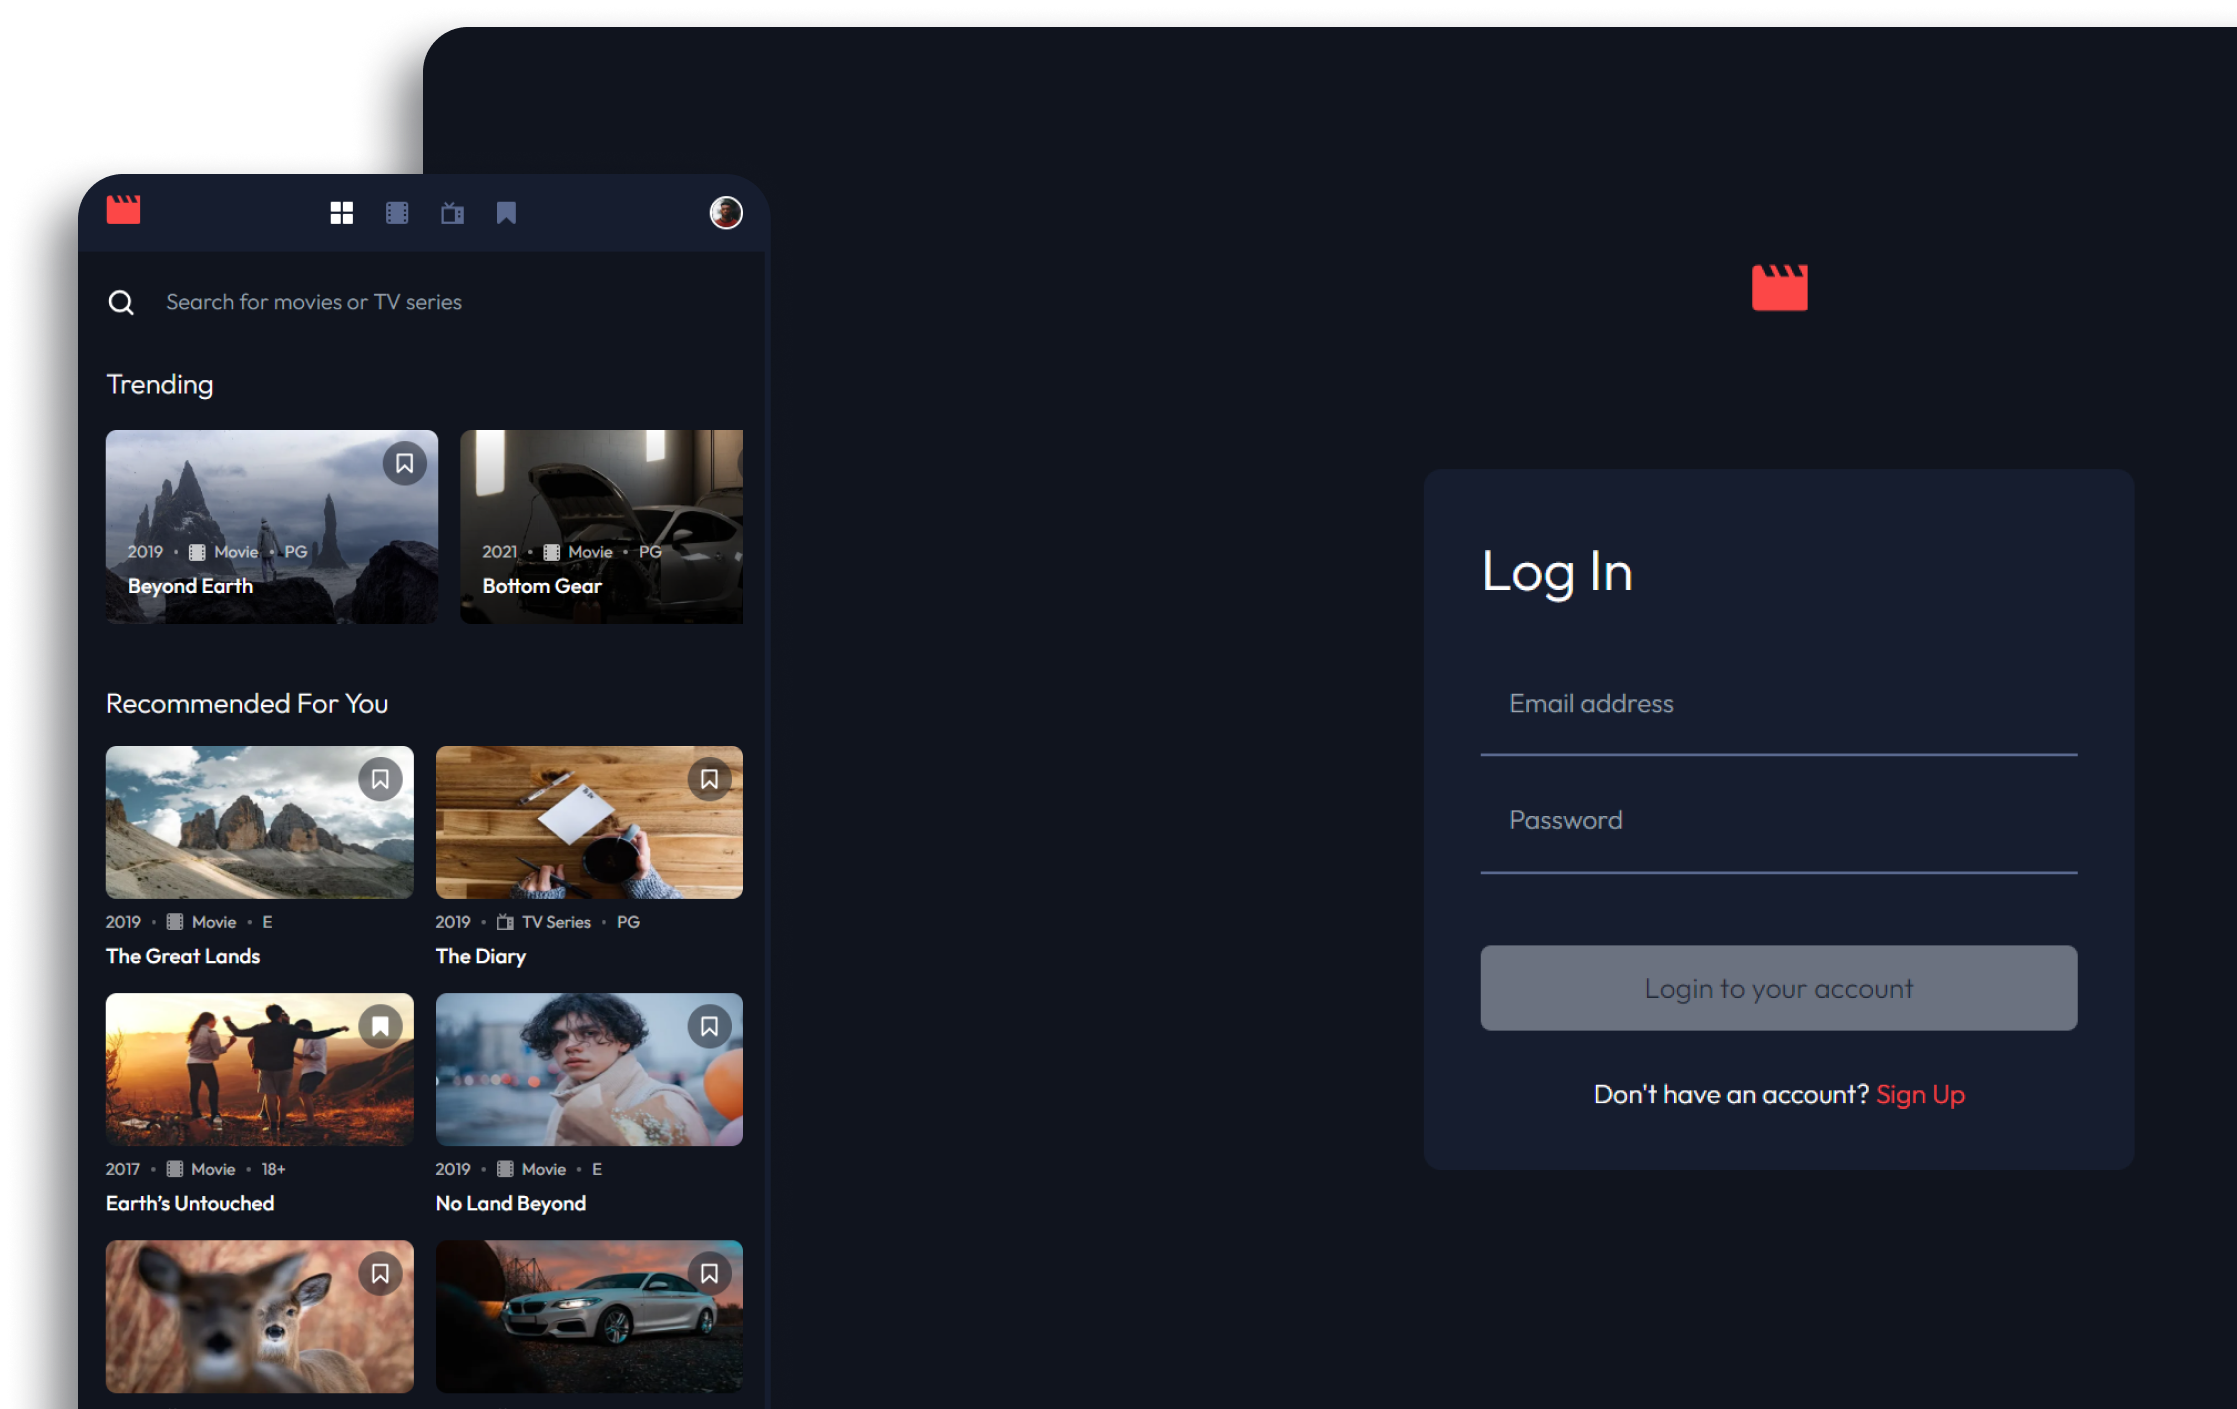 Search for movies or TV series
Trending
2019 • Movie • PG
Beyond Earth
2021 • Movie • PG
Bottom Gear
Recommended For You
2019 • Movie • E
The Great Lands
2019 • TV Series • PG
The Diary
2017 • Movie • 18+
Earth's Untouched
2019 • Movie • E
No Land Beyond
Log In
Email address
Password
Login to your account
Don't have an account? Sign Up